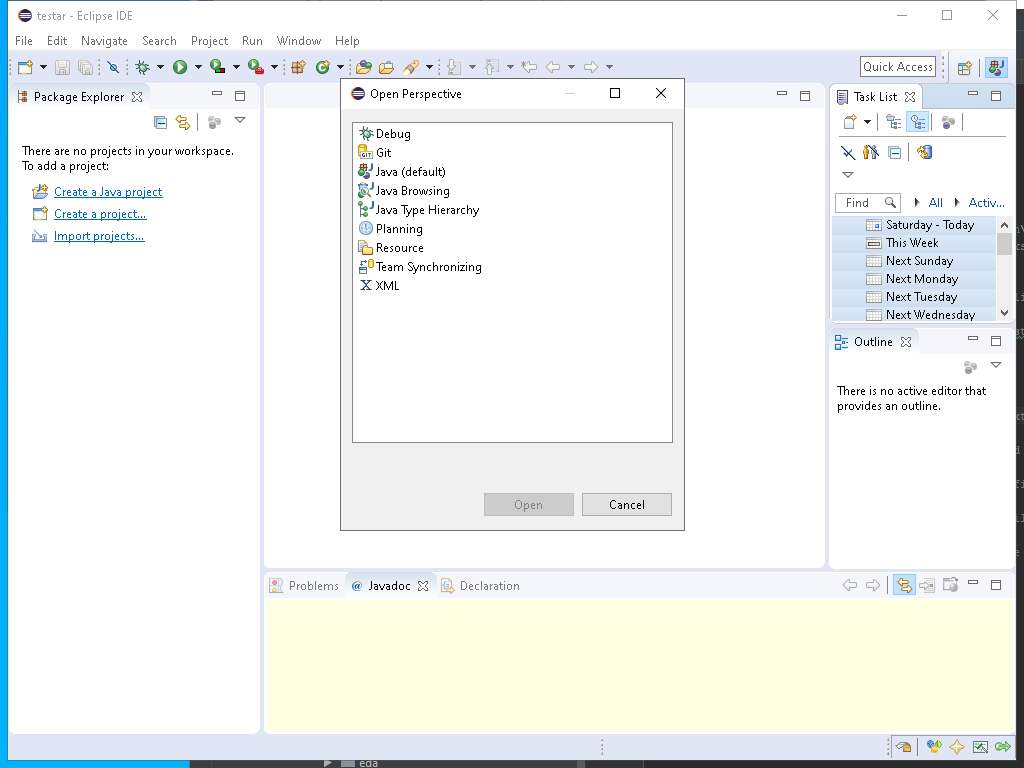 testar - Eclipse IDE
File Edit Navigate Search Project Run Window Help
Quick Access
Package Explorer
There are no projects in your workspace.
To add a project:
Create a Java project
Create a project...
Import projects...
Open Perspective
Debug
Git
Java (default)
Java Browsing
Java Type Hierarchy
Planning
Resource
Team Synchronizing
XML
Open
Cancel
Task List
Find
All
Activ...
Saturday - Today
This Week
Next Sunday
Next Monday
Next Tuesday
Next Wednesday
Outline
There is no active editor that
provides an outline.
Problems
@ Javadoc
Declaration
eda